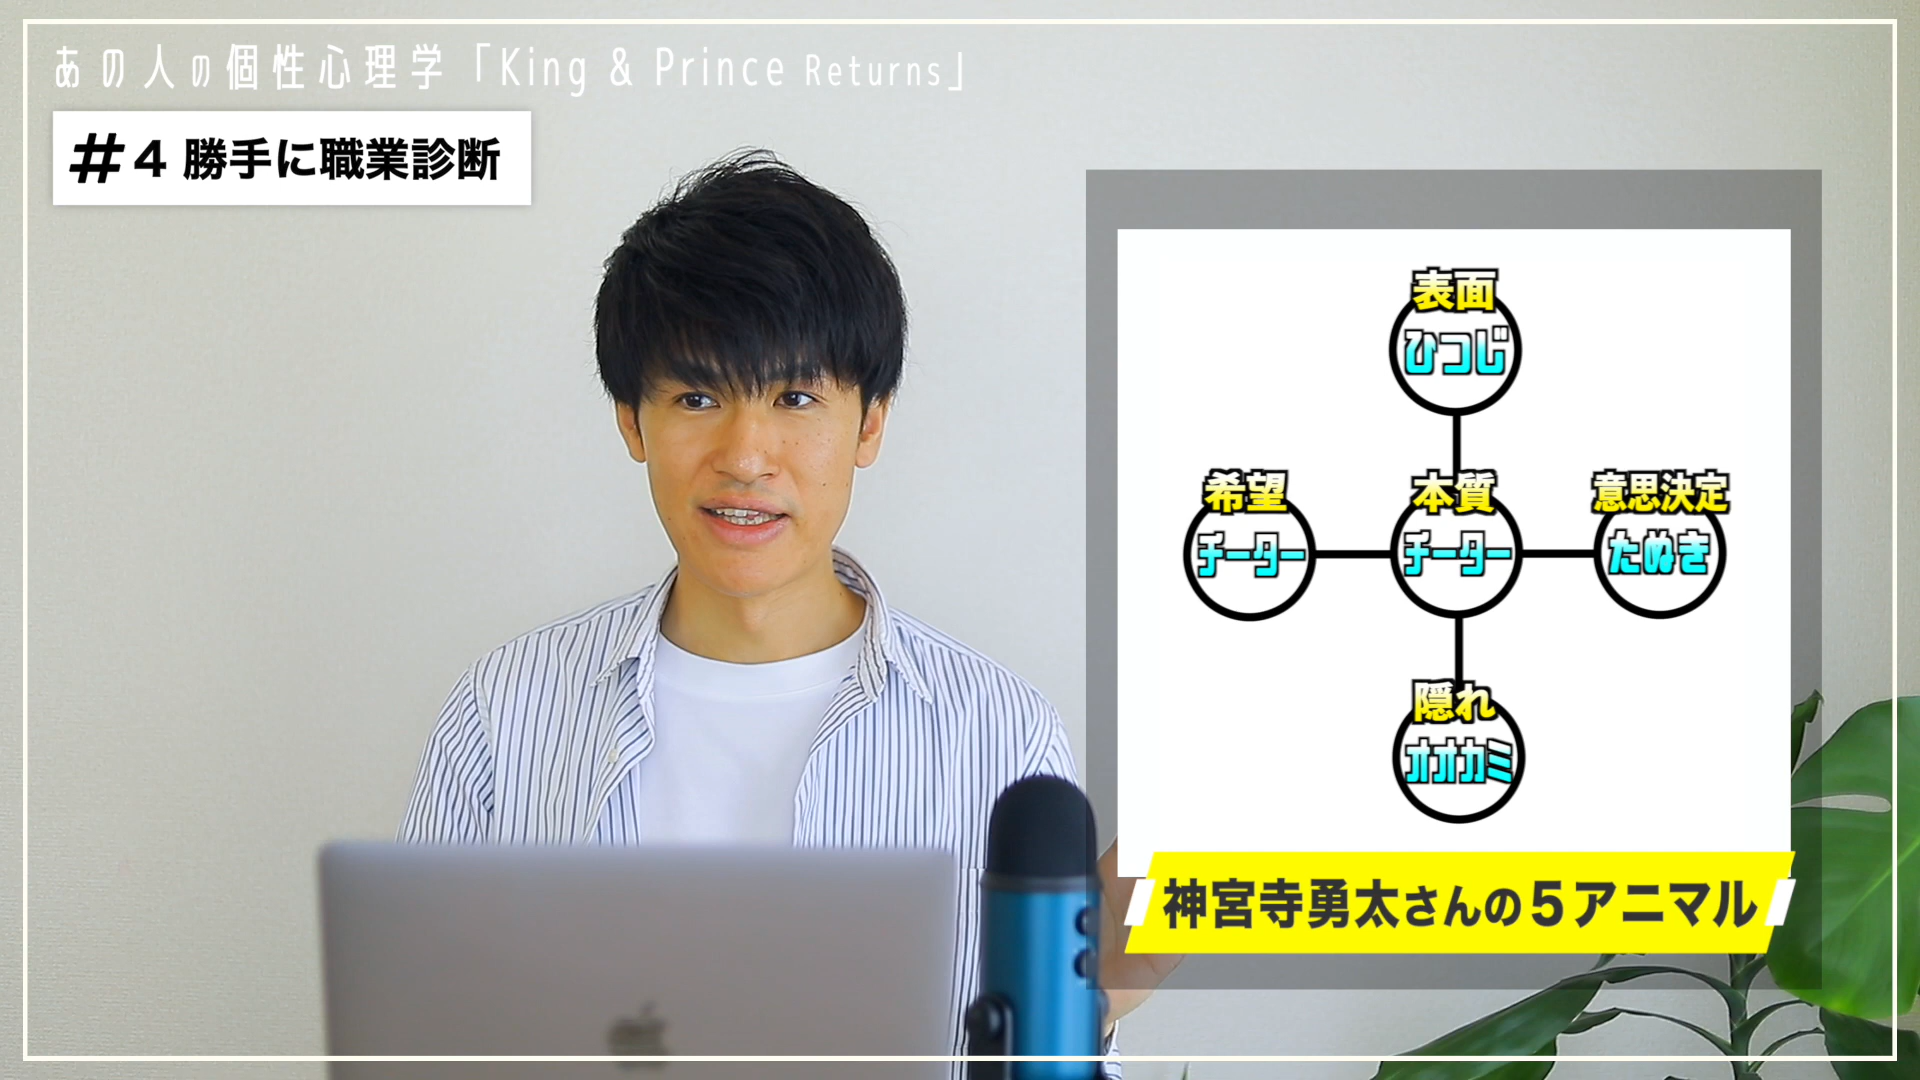 あの人の個性心理学「King & Prince Returns」
#4 勝手に職業診断
表面
ひつじ
希望
チーター
本質
チーター
意思決定
たぬき
隠れ
オオカミ
神宮寺勇太さんの5アニマル